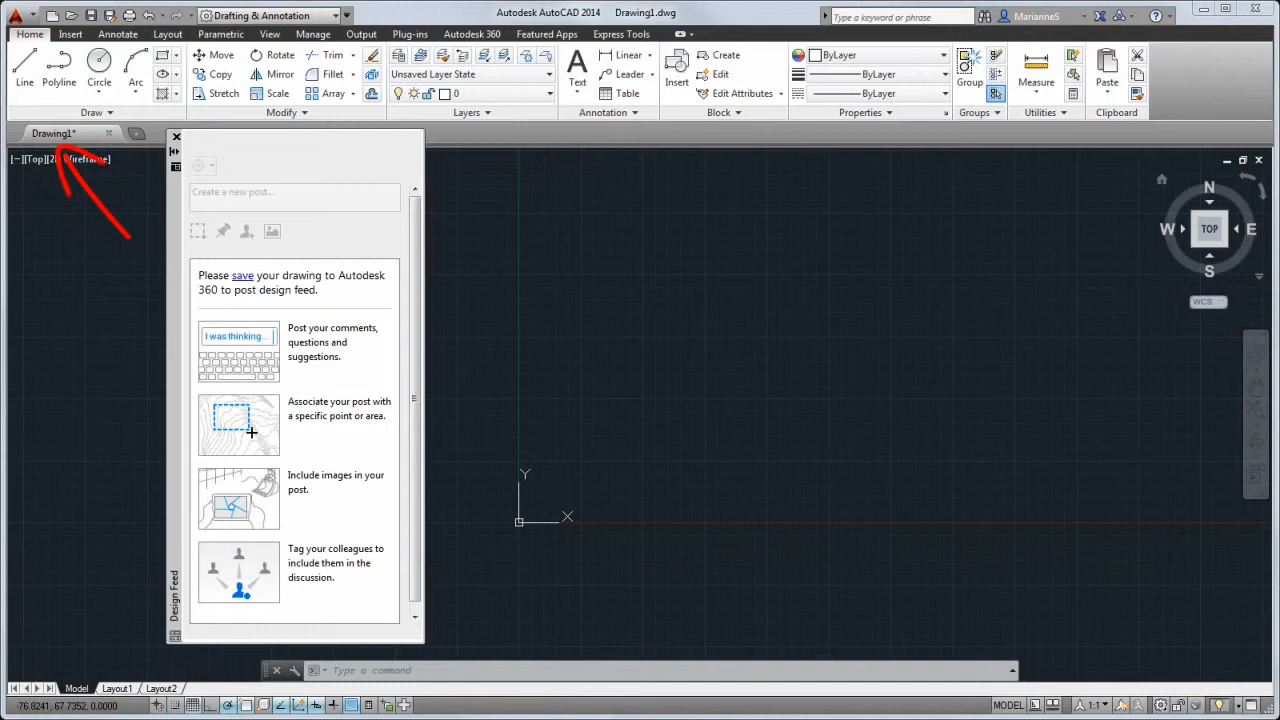 Drafting & Annotation
Autodesk AutoCAD 2014 Drawing1.dwg
Type a keyword or phrase
MarianneS
Home Insert Annotate Layout Parametric View Manage Output Plug-ins Autodesk 360 Featured Apps Express Tools
Line Polyline Circle Arc
Move Rotate Trim
Copy Mirror Fillet
Stretch Scale Array
Unsaved Layer State
0
Text
Linear
Leader
Table
Insert
Create
Edit
Edit Attributes
ByLayer
ByLayer
ByLayer
Group
Measure
Paste
Draw Modify Layers Annotation Block Properties Groups Utilities Clipboard
Drawing1*
[−][Top][2D Wireframe]
Create a new post...
Please save your drawing to Autodesk
360 to post design feed.
I was thinking...
Post your comments,
questions and
suggestions.
Associate your post with
a specific point or area.
Include images in your
post.
Tag your colleagues to
include them in the
discussion.
Design Feed
N
W TOP E
S
WCS
Y
X
Type a command
Model Layout1 Layout2
-76.8241, 67.7352, 0.0000
MODEL
1:1